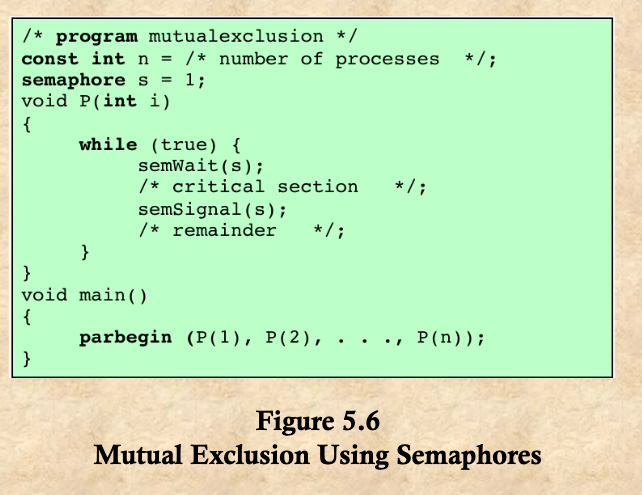 /* program mutualexclusion */
const int n = /* number of processes */;
semaphore s = 1;
void P(int i)
{
while (true) {
semWait(s);
/* critical section */;
semSignal(s);
/* remainder */;
}
}
void main()
{
parbegin (P(1), P(2), . . ., P(n));
}
Figure 5.6
Mutual Exclusion Using Semaphores